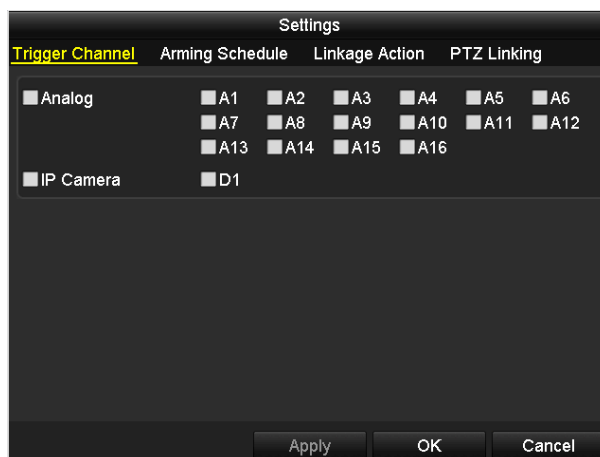 Settings
Trigger Channel Arming Schedule Linkage Action PTZ Linking
Analog A1 A2 A3 A4 A5 A6
A7 A8 A9 A10 A11 A12
A13 A14 A15 A16
IP Camera D1
Apply OK Cancel